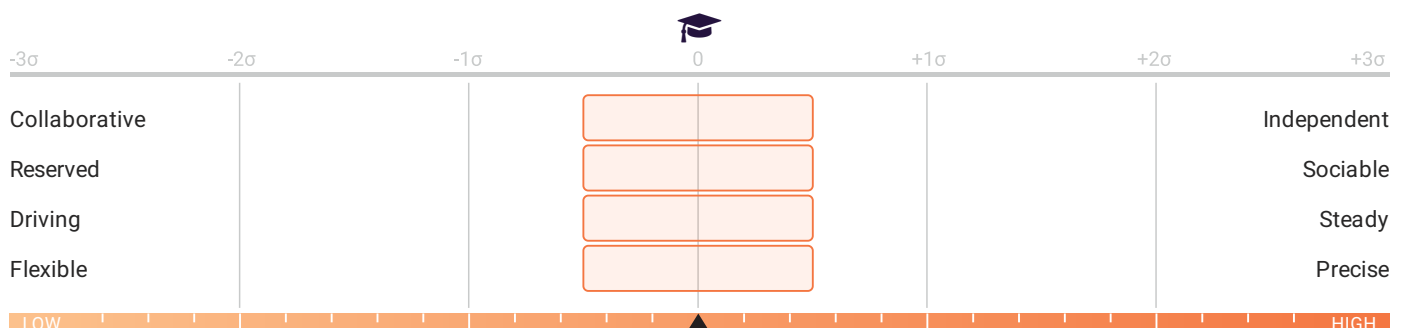 -3σ -2σ -1σ 0 +1σ +2σ +3σ
Collaborative Independent
Reserved Sociable
Driving Steady
Flexible Precise
LOW HIGH